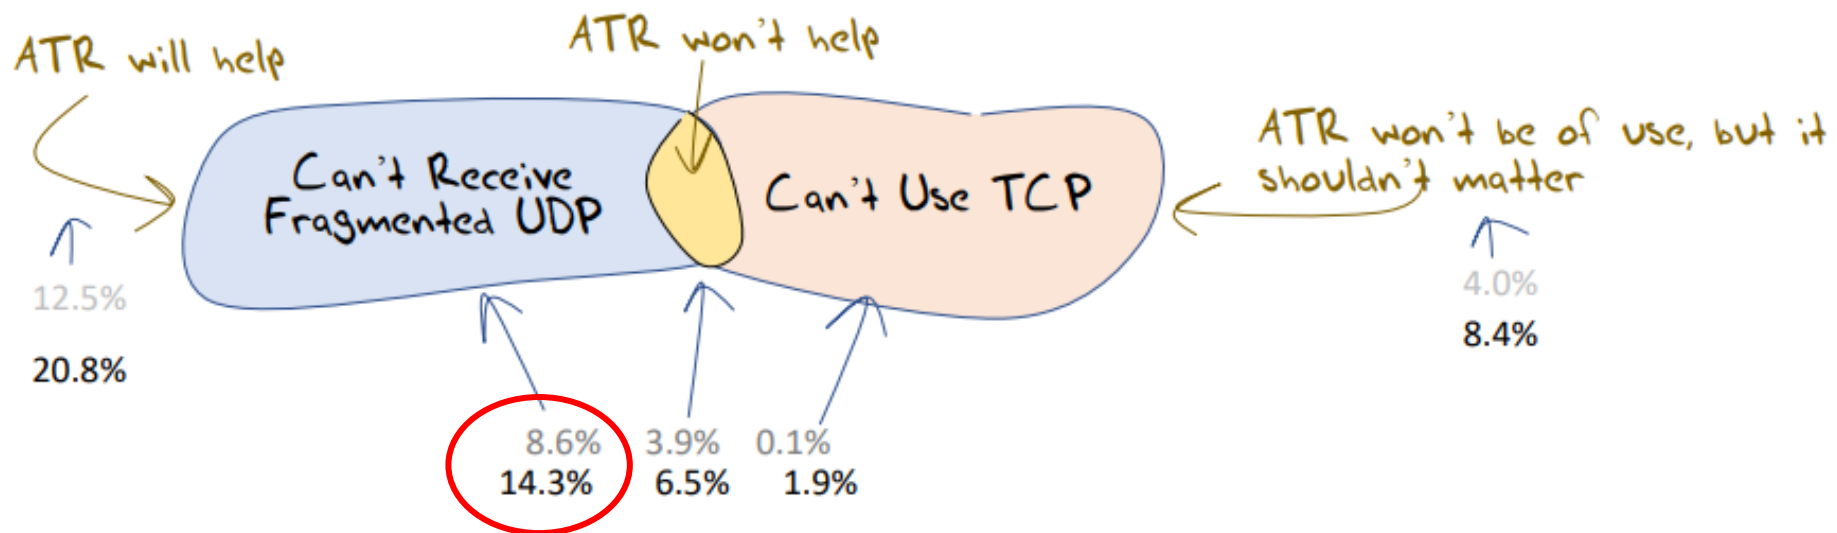 ATR will help
ATR won't help
ATR won't be of use, but it
shouldn't matter
Can't Receive
Fragmented UDP
Can't Use TCP
12.5%
20.8%
4.0%
8.4%
8.6% 3.9% 0.1%
14.3% 6.5% 1.9%